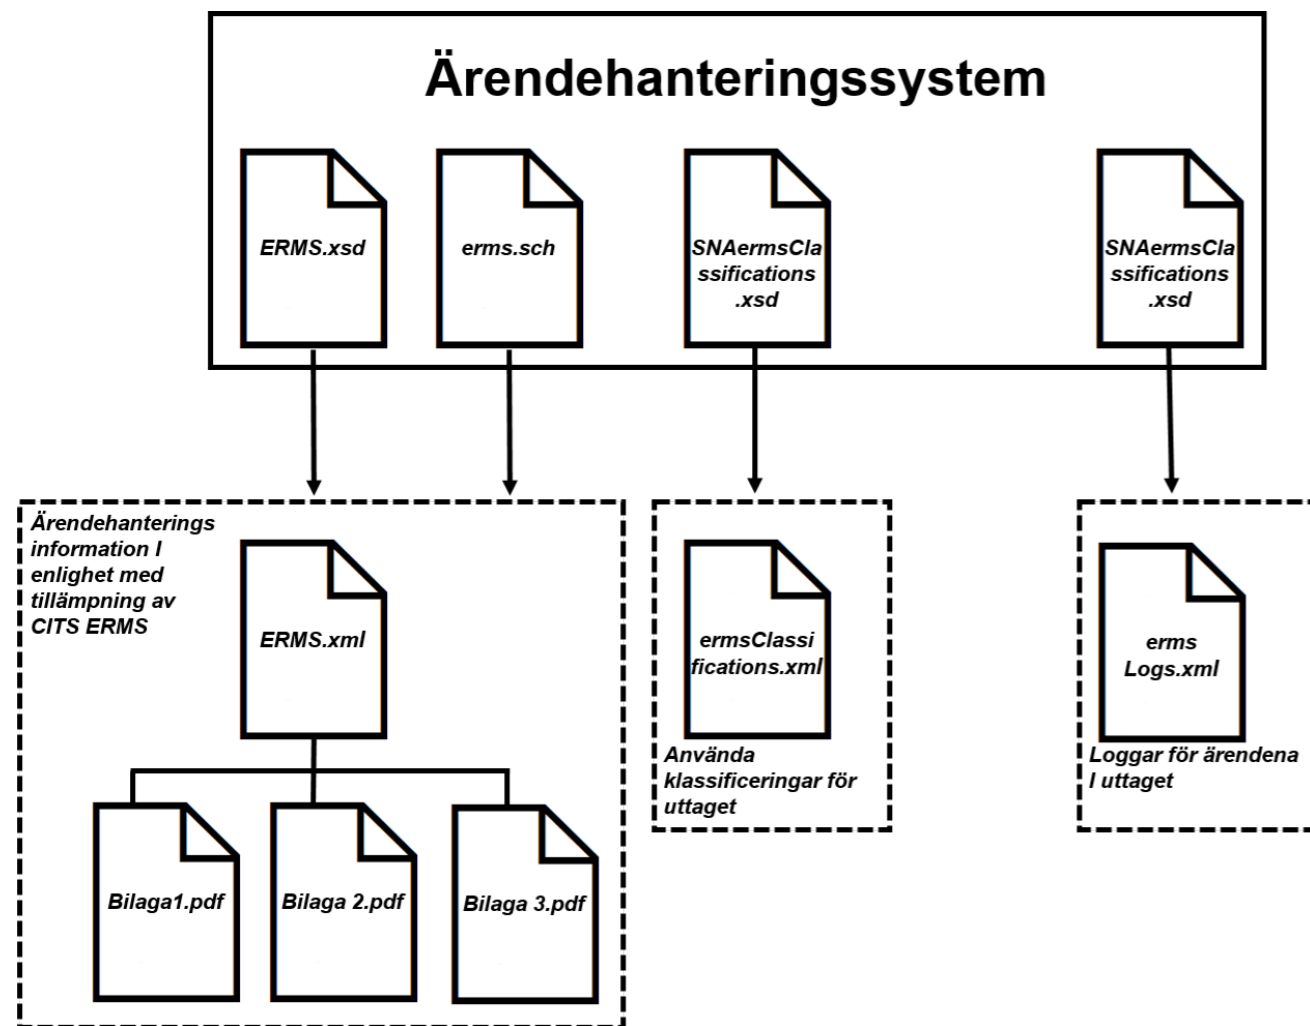 Ärendehanteringssystem
ERMS.xsd
erms.sch
SNAermsCla
ssifications
.xsd
SNAermsCla
ssifications
.xsd
Ärendehanterings
information I
enlighet med
tillämpning av
CITS ERMS
ERMS.xml
Bilaga1.pdf
Bilaga 2.pdf
Bilaga 3.pdf
ermsClassi
fications.xml
Använda
klassificeringar för
uttaget
erms
Logs.xml
Loggar för ärendena
I uttaget